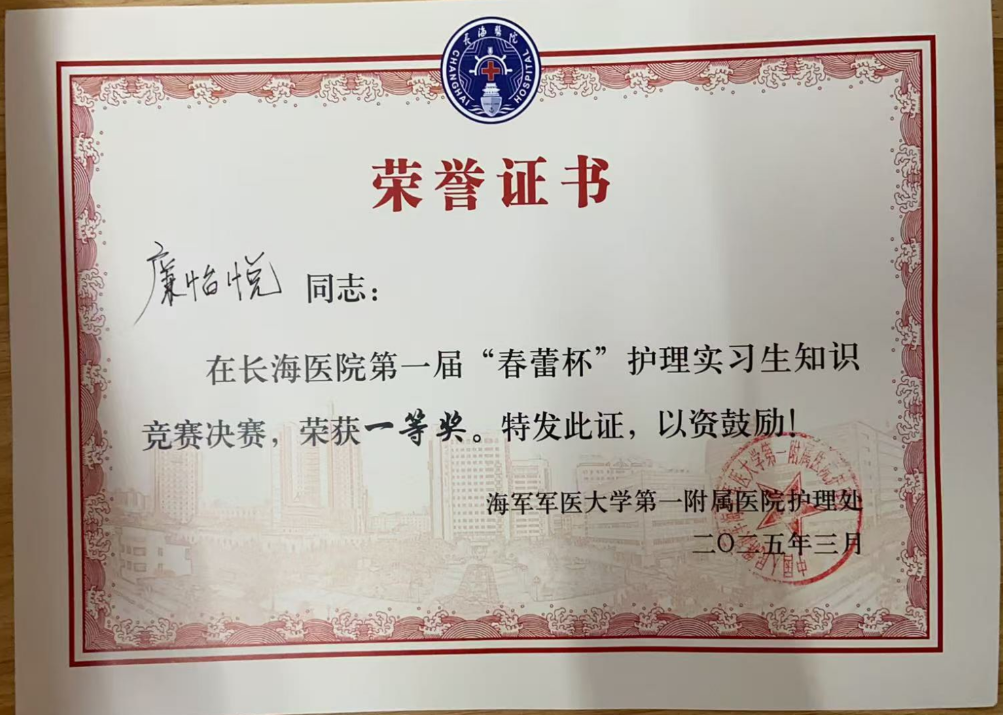 长海医院
CHANGHAI HOSPITAL
荣誉证书
廉怡悦 同志：
在长海医院第一届“春蕾杯”护理实习生知识
竞赛决赛，荣获一等奖。特发此证，以资鼓励！
海军军医大学第一附属医院护理处
二〇二五年三月